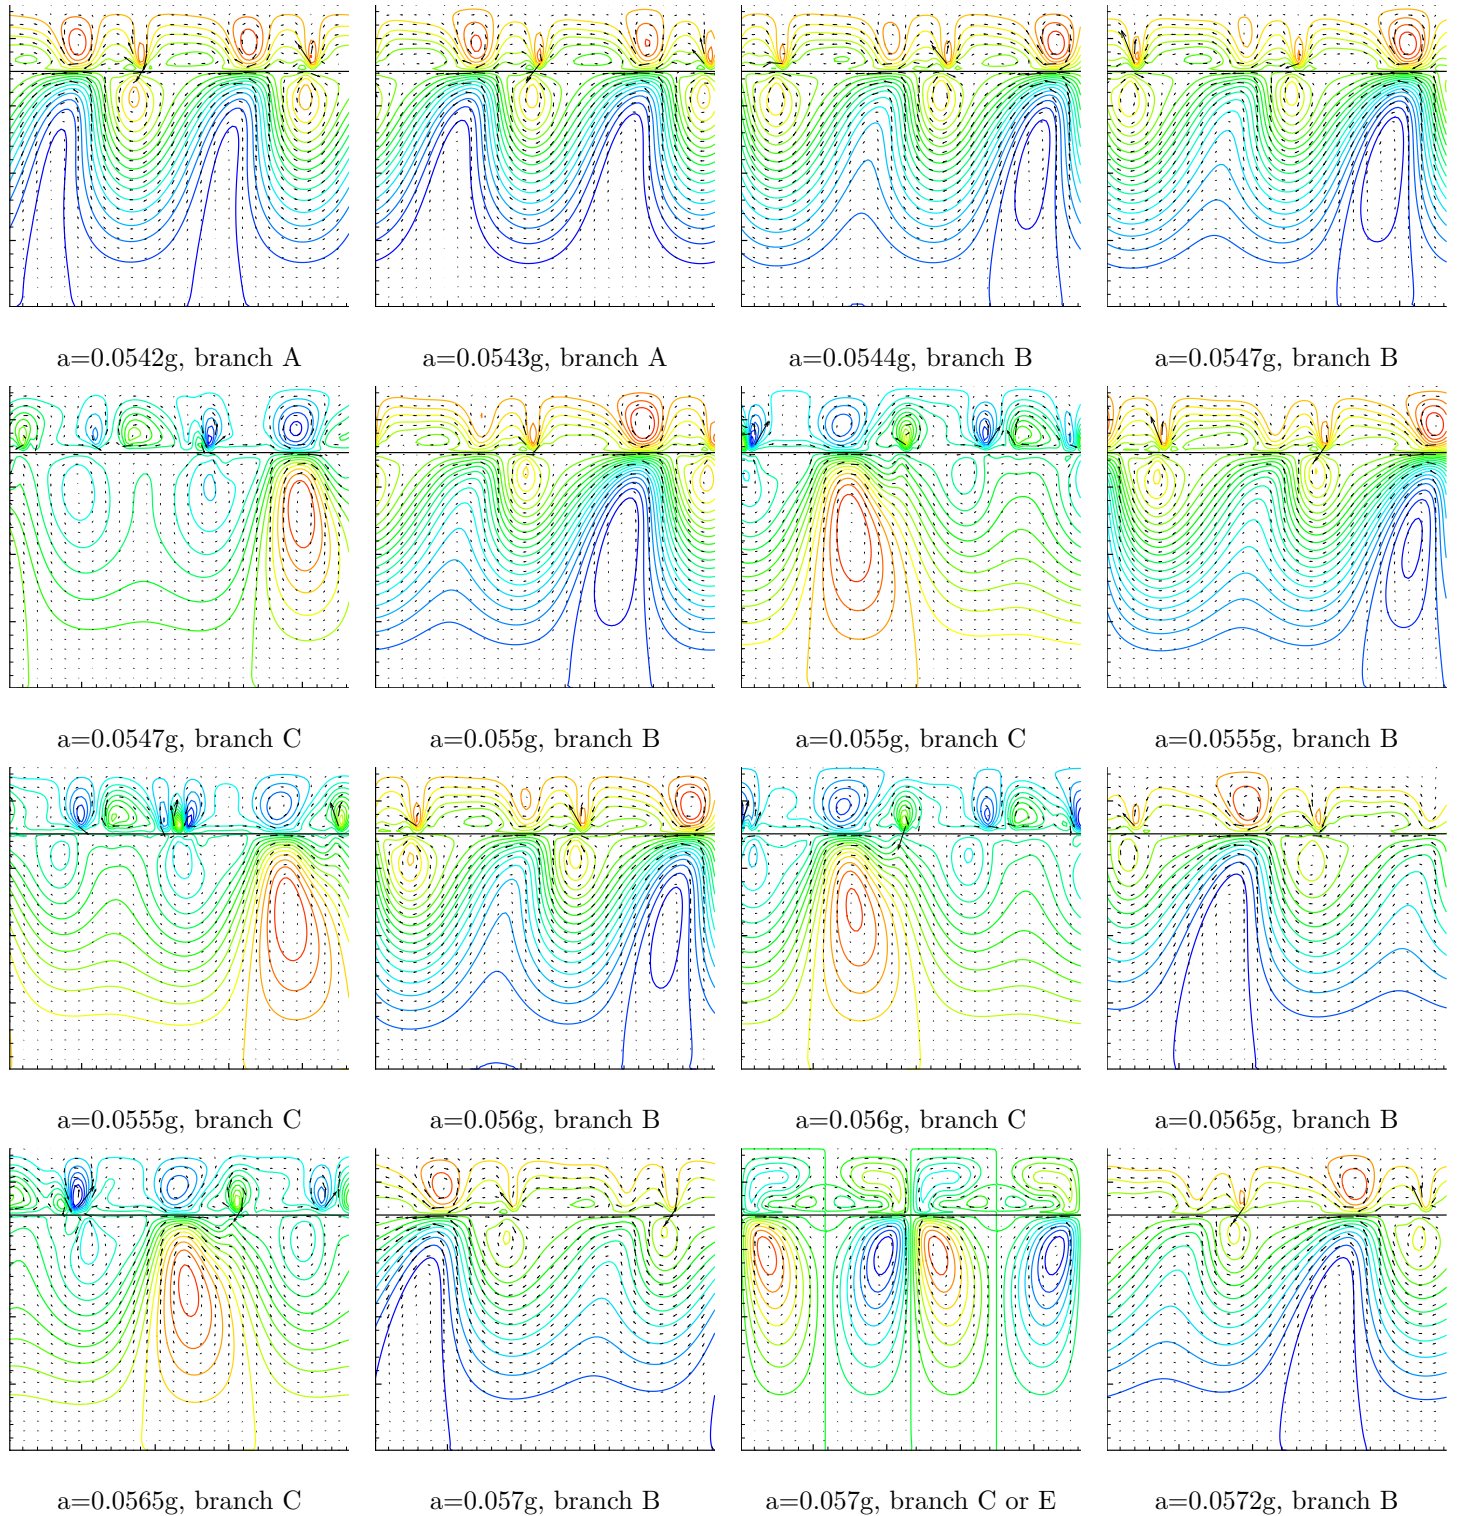 a=0.0542g, branch A
a=0.0543g, branch A
a=0.0544g, branch B
a=0.0547g, branch B
a=0.0547g, branch C
a=0.055g, branch B
a=0.055g, branch C
a=0.0555g, branch B
a=0.0555g, branch C
a=0.056g, branch B
a=0.056g, branch C
a=0.0565g, branch B
a=0.0565g, branch C
a=0.057g, branch B
a=0.057g, branch C or E
a=0.0572g, branch B